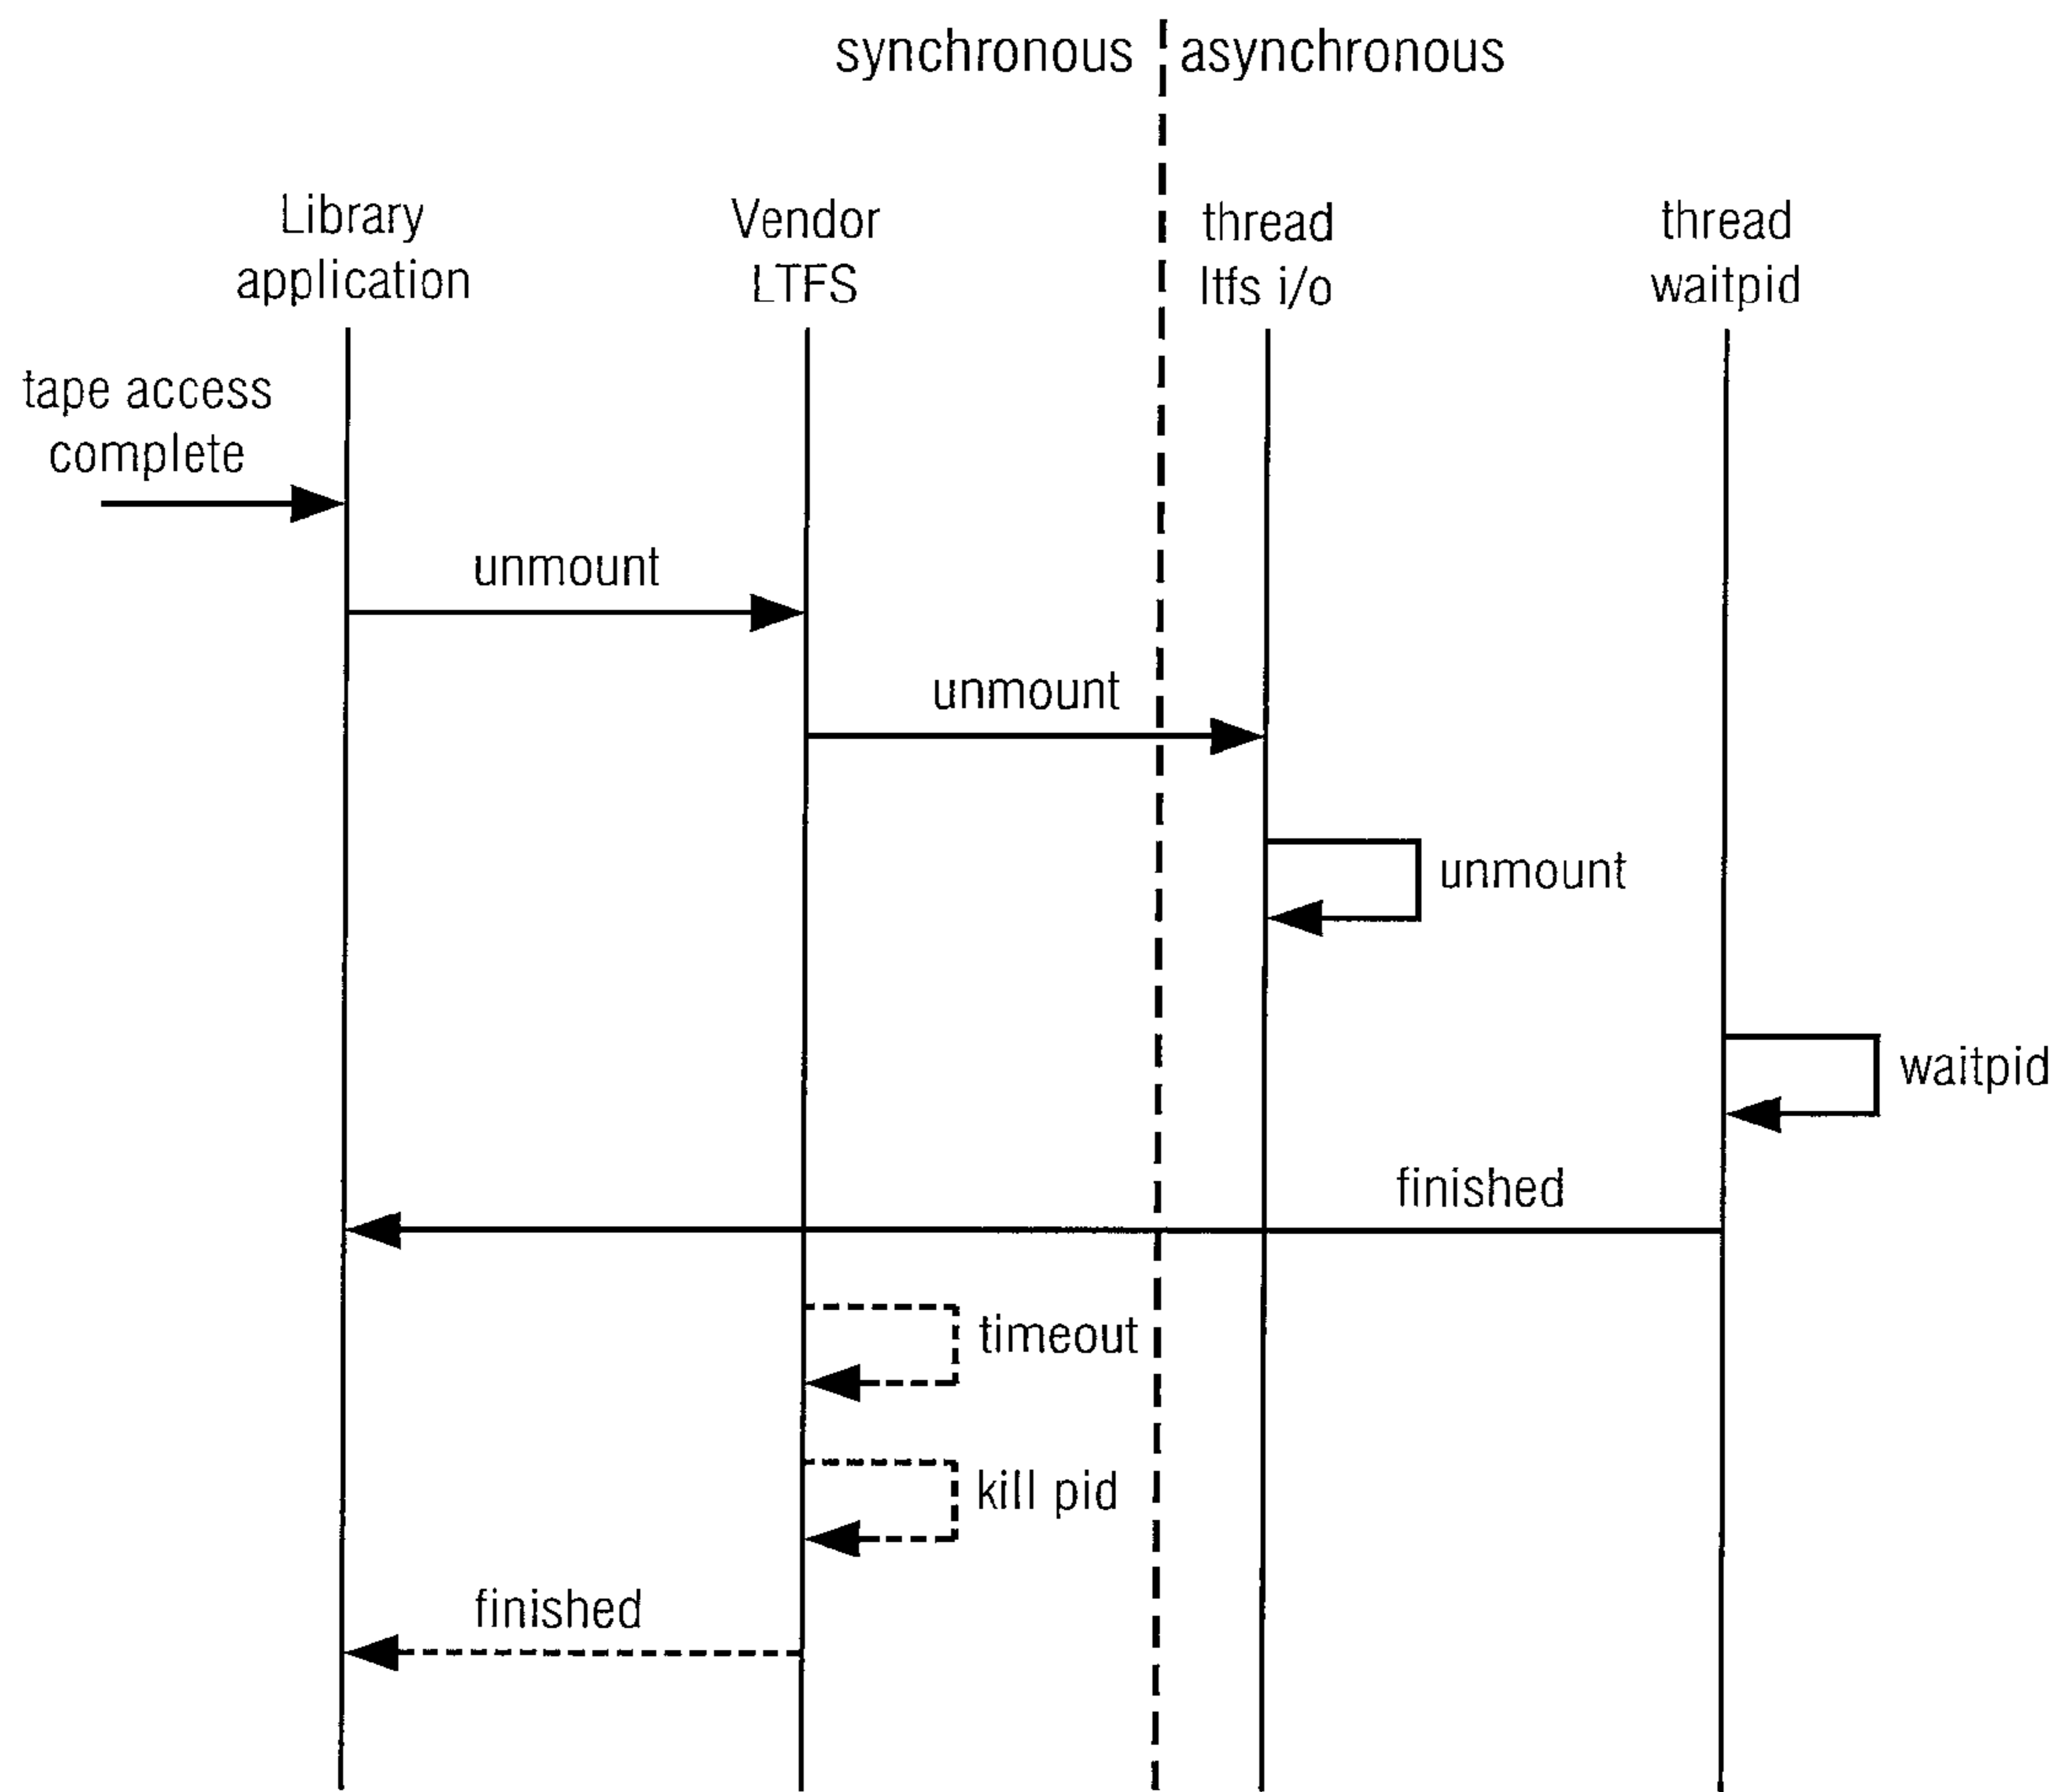 synchronous asynchronous
Library
application
Vendor
LTFS
thread
ltfs i/o
thread
waitpid
tape access
complete
unmount
unmount
unmount
waitpid
finished
timeout
kill pid
finished